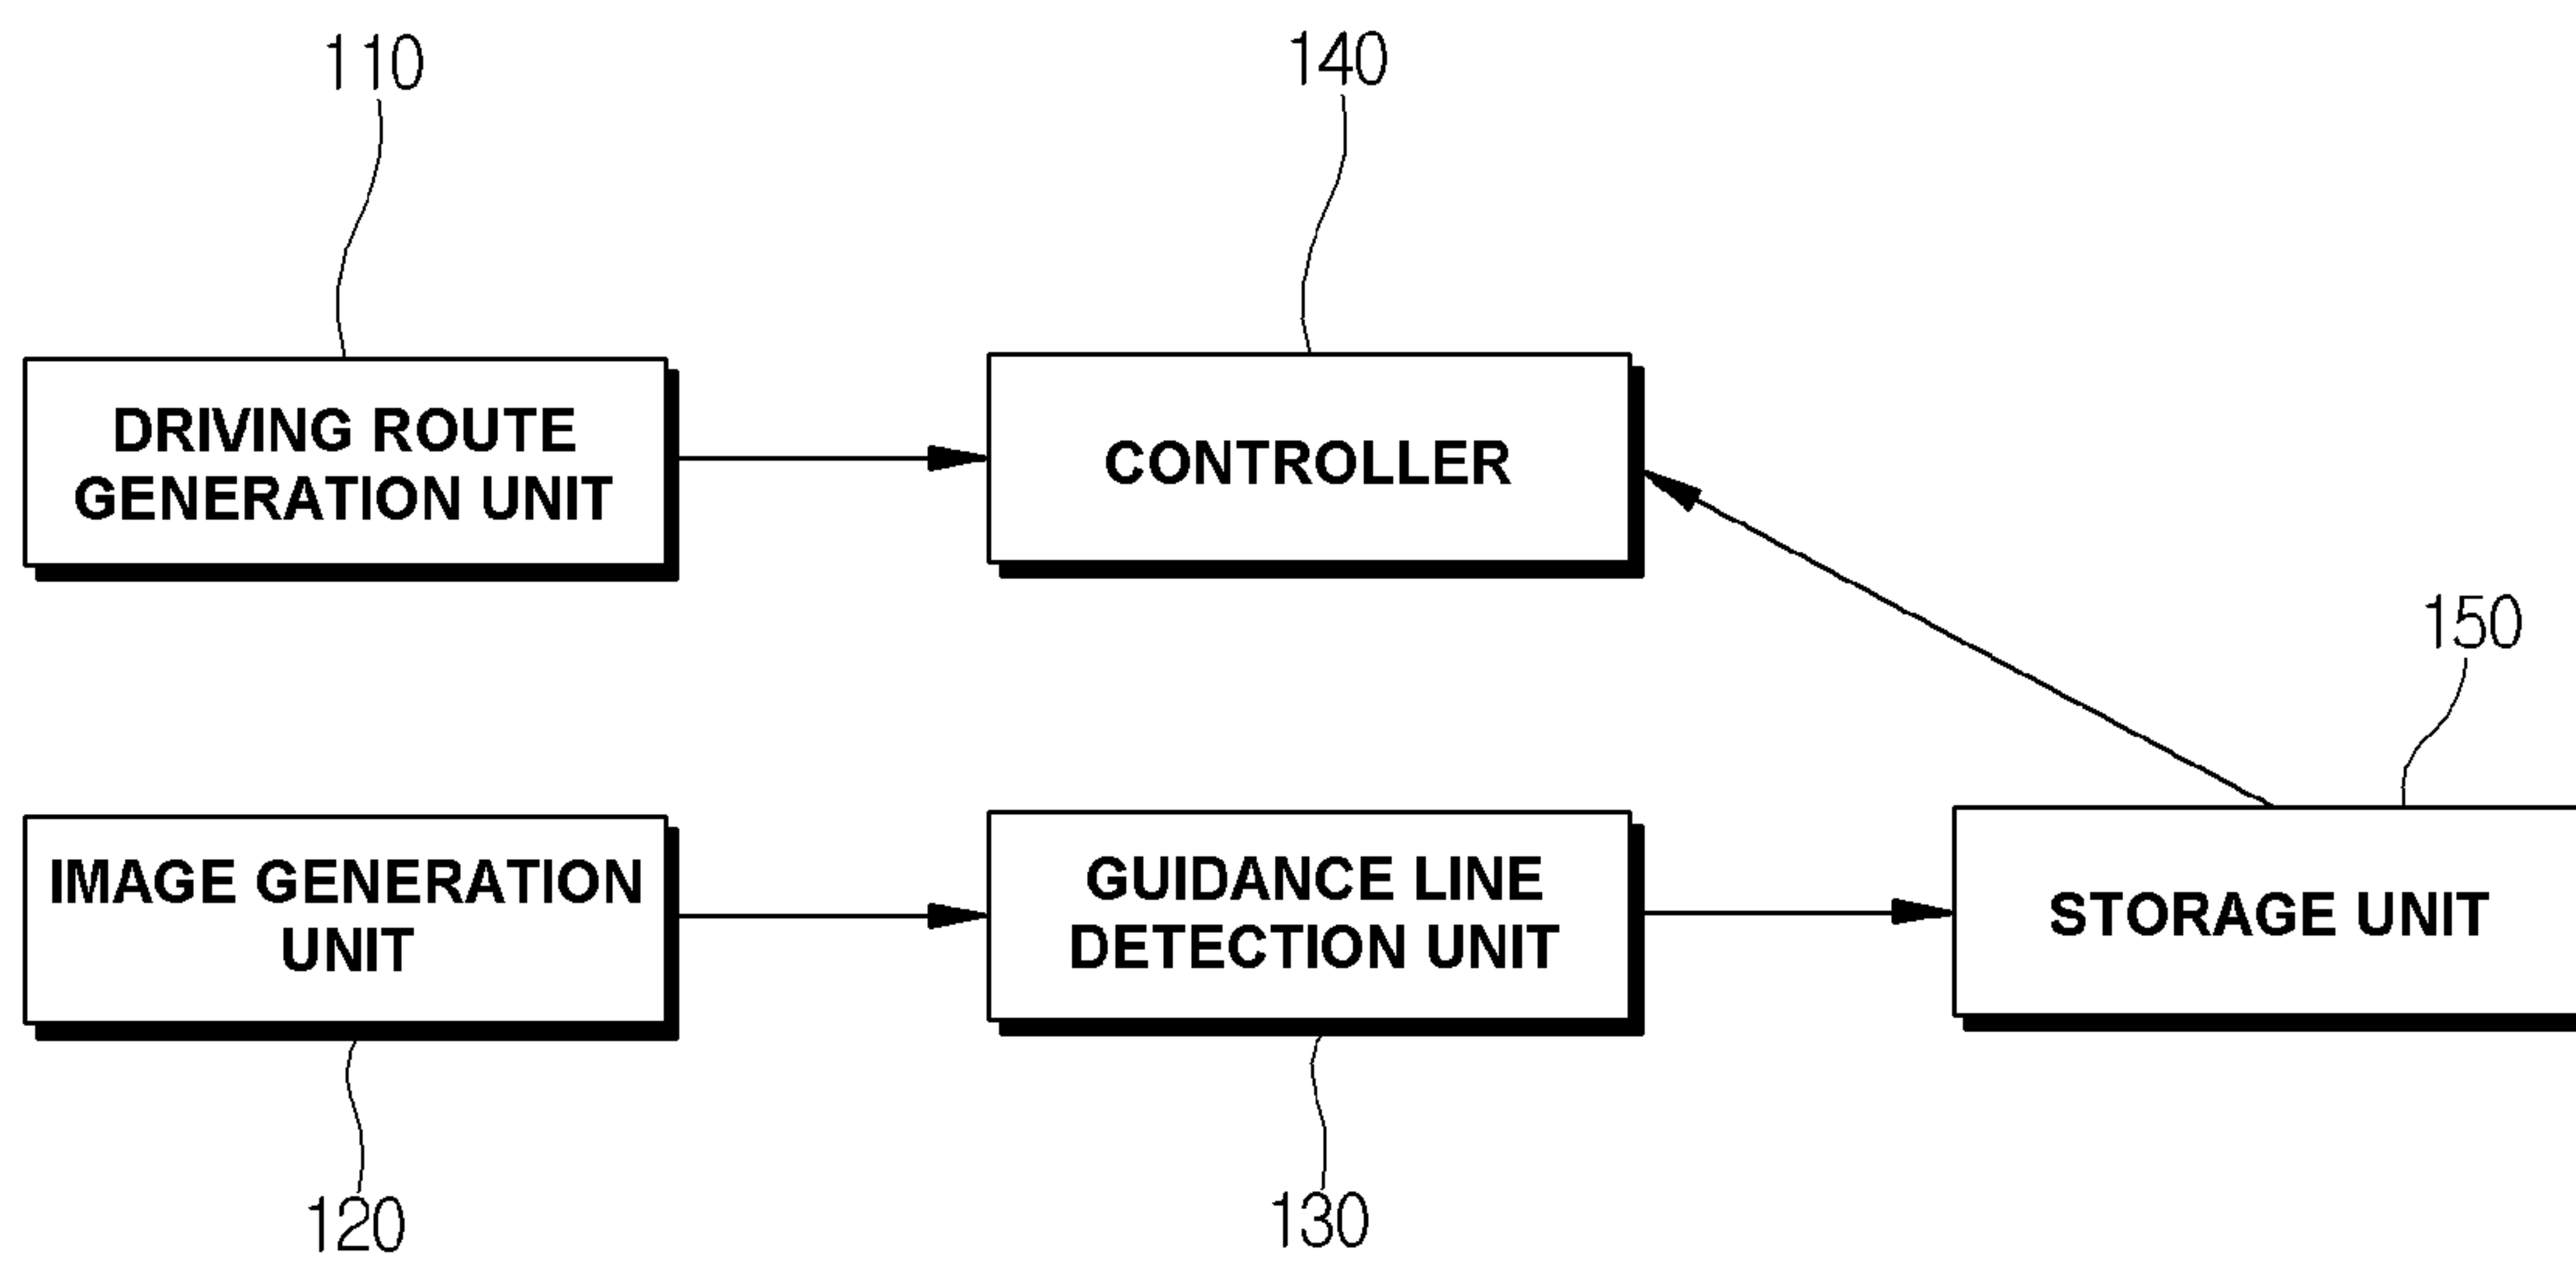 110
140
DRIVING ROUTE
GENERATION UNIT
CONTROLLER
150
IMAGE GENERATION
UNIT
GUIDANCE LINE
DETECTION UNIT
STORAGE UNIT
120
130